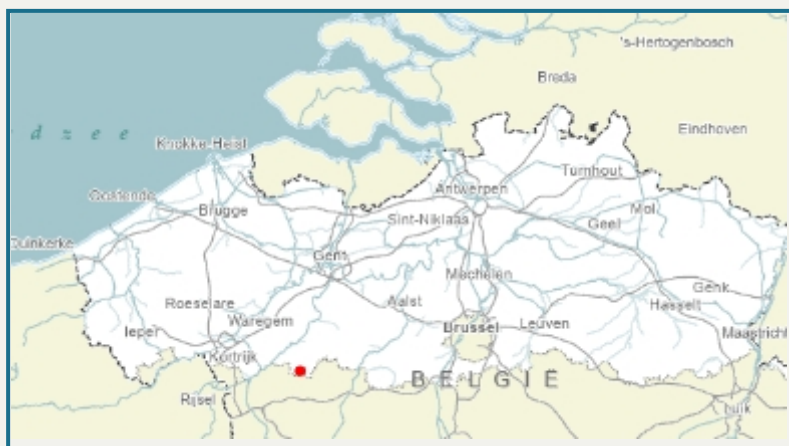 's-Hertogenbosch
Breda
dzee
Eindhoven
Knokke-Heist
Turnhout
Antwerpen
Oostende
Brugge
Mol
Sint-Niklaas
Geel
Duinkerke
Gent
Mechelen
Genk
Roeselare
Aalst
Hasselt
Waregem
Ieper
Brussel
Leuven
Maastricht
Kortrijk
BELGIË
Rijsel
Luik